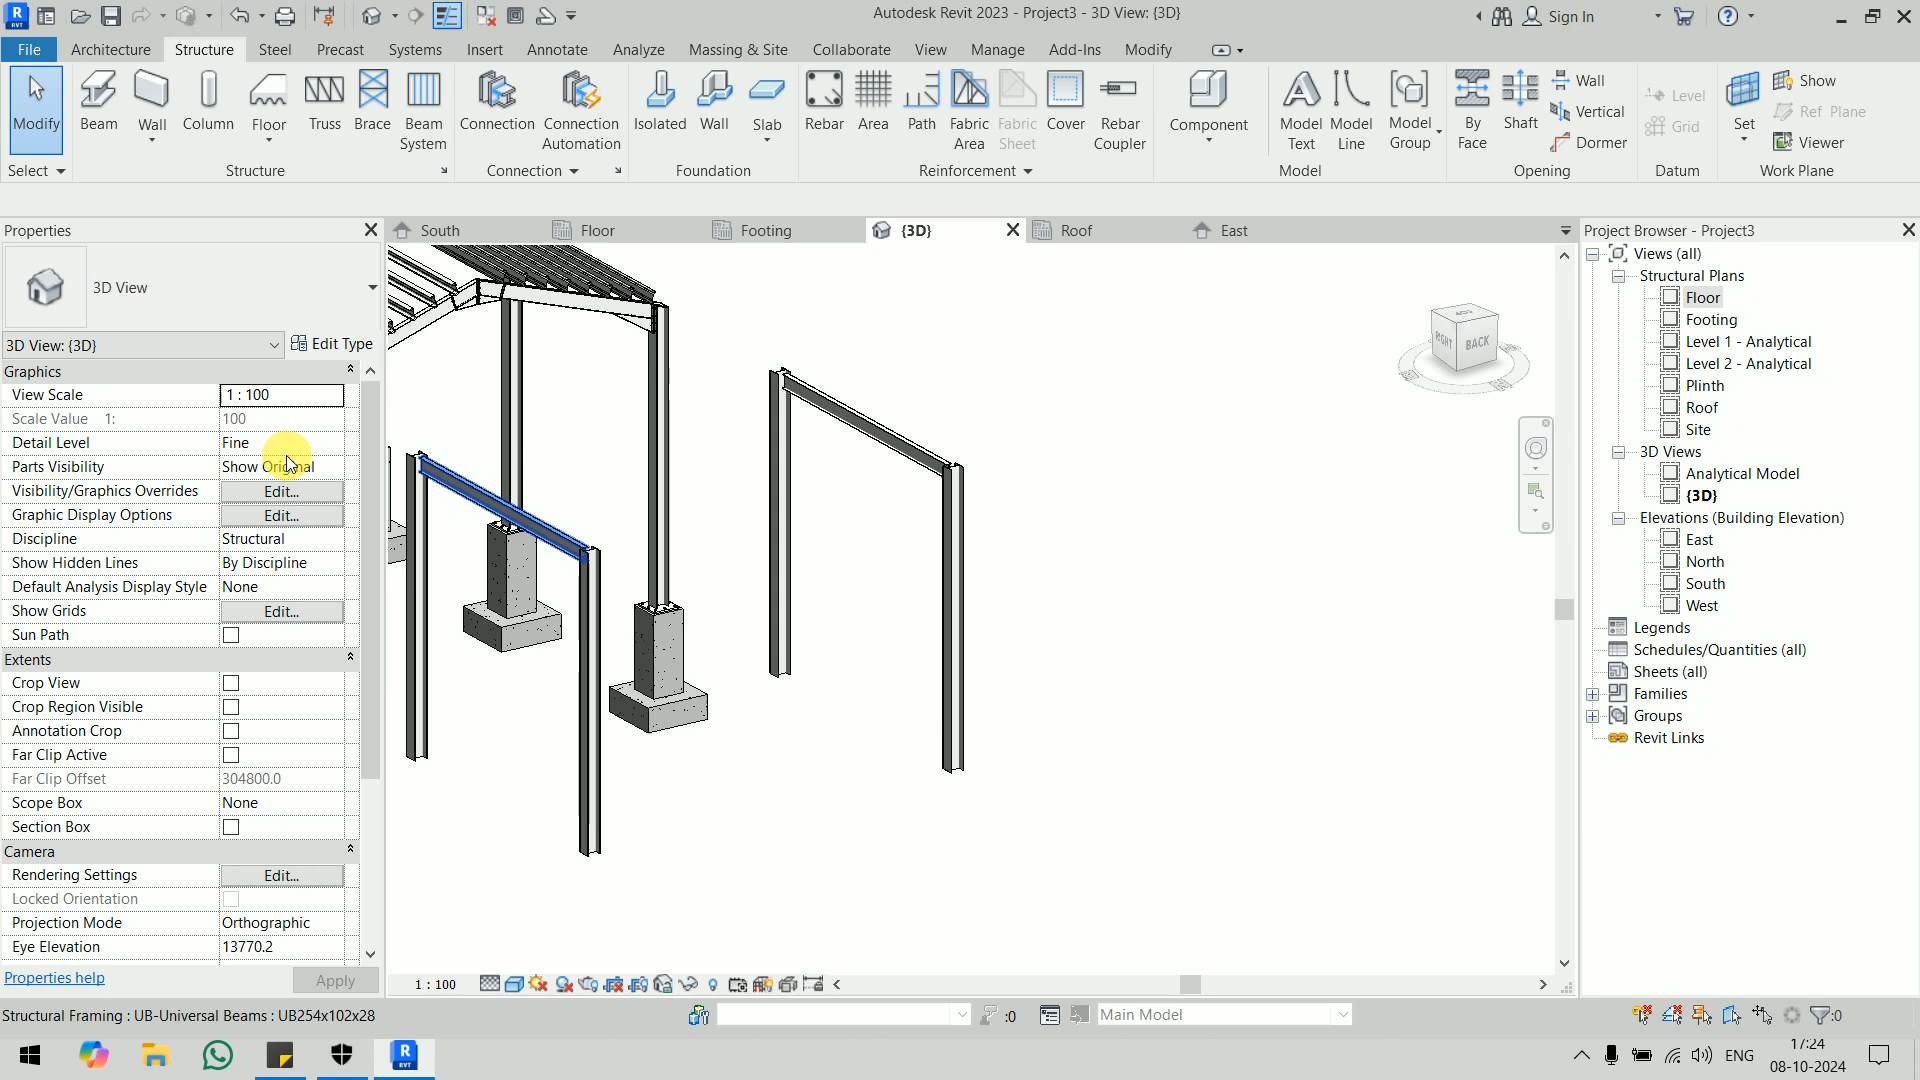 Autodesk Revit 2023 - Project3 - 3D View: {3D}
Sign In
File Architecture Structure Steel Precast Systems Insert Annotate Analyze Massing & Site Collaborate View Manage Add-Ins Modify
Modify
Beam Wall Column Floor Truss Brace Beam System
Connection Connection Automation
Isolated Wall Slab
Rebar Area Path Fabric Area Fabric Sheet Cover Rebar Coupler
Component
Model Text Model Line Model Group
By Face Shaft Wall Vertical Dormer
Level Grid
Set Show Ref Plane Viewer
Select Structure Connection Foundation Reinforcement Model Opening Datum Work Plane
Properties
South Floor Footing {3D} Roof East
3D View
3D View: {3D} Edit Type
Graphics
View Scale 1 : 100
Scale Value 1: 100
Detail Level Fine
Parts Visibility Show Original
Visibility/Graphics Overrides Edit...
Graphic Display Options Edit...
Discipline Structural
Show Hidden Lines By Discipline
Default Analysis Display Style None
Show Grids Edit...
Sun Path
Extents
Crop View
Crop Region Visible
Annotation Crop
Far Clip Active
Far Clip Offset 304800.0
Scope Box None
Section Box
Camera
Rendering Settings Edit...
Locked Orientation
Projection Mode Orthographic
Eye Elevation 13770.2
Properties help Apply
RIGHT BACK
Project Browser - Project3
Views (all)
Structural Plans
Floor
Footing
Level 1 - Analytical
Level 2 - Analytical
Plinth
Roof
Site
3D Views
Analytical Model
{3D}
Elevations (Building Elevation)
East
North
South
West
Legends
Schedules/Quantities (all)
Sheets (all)
Families
Groups
Revit Links
1 : 100
Structural Framing : UB-Universal Beams : UB254x102x28
:0
Main Model
:0
ENG
17:24
08-10-2024